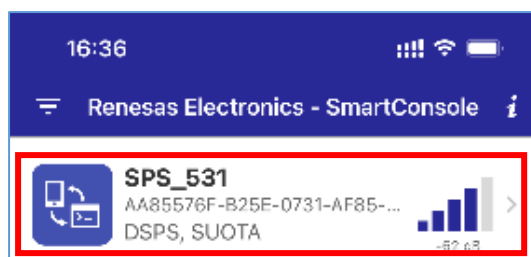 16:36
Renesas Electronics - SmartConsole i
SPS_531
AA85576F-B25E-0731-AF85-...
DSPS, SUOTA